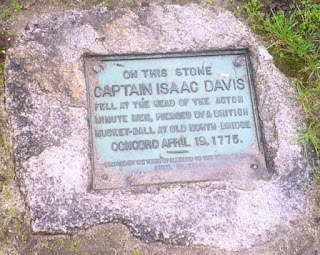 ON THIS STONE
CAPTAIN ISAAC DAVIS
FELL AT THE HEAD OF THE ACTON
MINUTE MEN, PIERCED BY A BRITISH
MUSKET-BALL AT OLD NORTH BRIDGE
CONCORD APRIL 19, 1775.